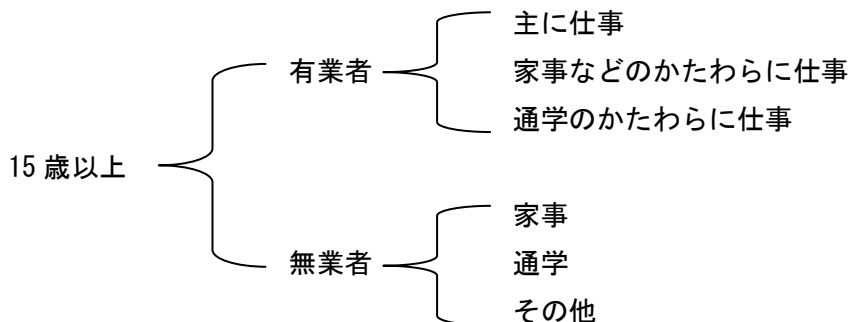 15 歳以上
有業者
主に仕事
家事などのかたわらに仕事
通学のかたわらに仕事
無業者
家事
通学
その他